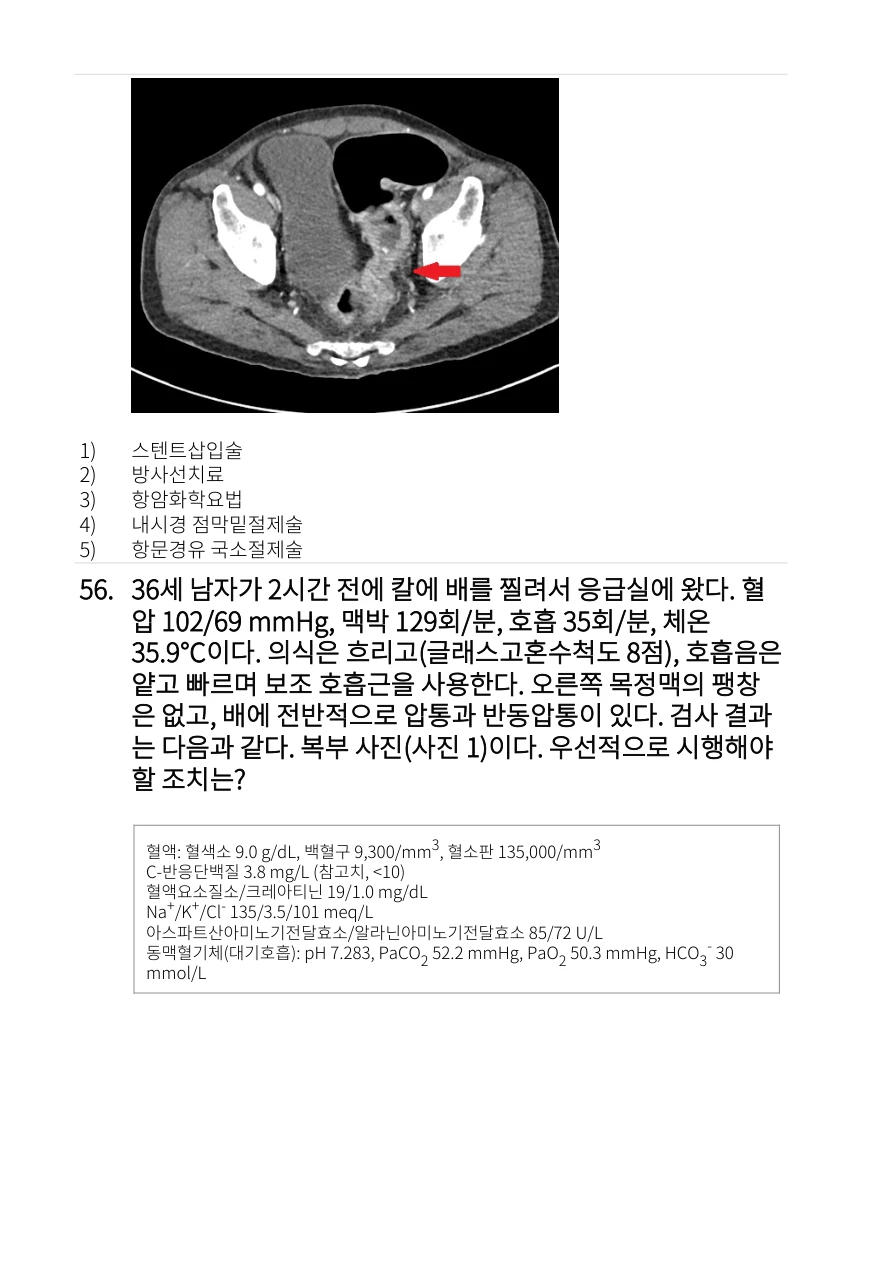 1) 스텐트삽입술
2) 방사선치료
3) 항암화학요법
4) 내시경 점막밑절제술
5) 항문경유 국소절제술
56. 36세 남자가 2시간 전에 칼에 배를 찔려서 응급실에 왔다. 혈
압 102/69 mmHg, 맥박 129회/분, 호흡 35회/분, 체온
35.9℃이다. 의식은 흐리고(글래스고혼수척도 8점), 호흡음은
얕고 빠르며 보조 호흡근을 사용한다. 오른쪽 목정맥의 팽창
은 없고, 배에 전반적으로 압통과 반동압통이 있다. 검사 결과
는 다음과 같다. 복부 사진(사진 1)이다. 우선적으로 시행해야
할 조치는?
혈액: 혈색소 9.0 g/dL, 백혈구 9,300/mm³, 혈소판 135,000/mm³
C-반응단백질 3.8 mg/L (참고치, <10)
혈액요소질소/크레아티닌 19/1.0 mg/dL
Na⁺/K⁺/Cl⁻ 135/3.5/101 meq/L
아스파트산아미노기전달효소/알라닌아미노기전달효소 85/72 U/L
동맥혈기체(대기호흡): pH 7.283, PaCO₂ 52.2 mmHg, PaO₂ 50.3 mmHg, HCO₃⁻ 30
mmol/L